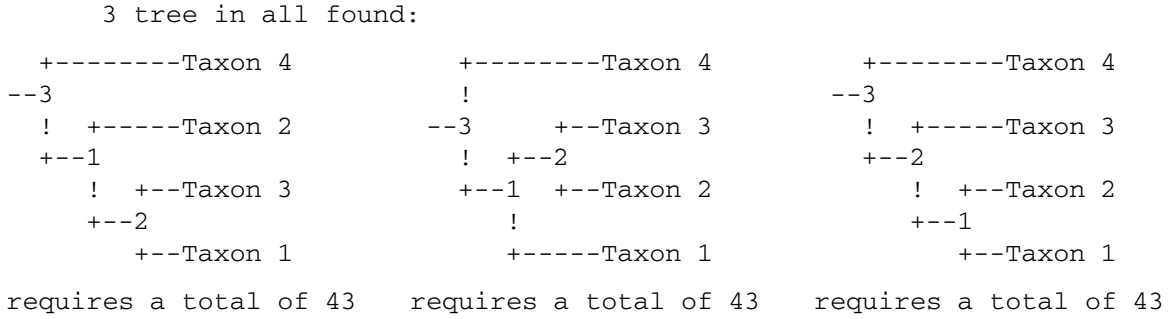 3 tree in all found:
  +--------Taxon 4              +--------Taxon 4              +--------Taxon 4
--3                             !                           --3
  !  +-----Taxon 2            --3     +--Taxon 3              !  +-----Taxon 3
  +--1                          !  +--2                       +--2
     !  +--Taxon 3              +--1  +--Taxon 2                 !  +--Taxon 2
     +--2                          !                             +--1
        +--Taxon 1                 +-----Taxon 1                    +--Taxon 1
requires a total of 43   requires a total of 43   requires a total of 43